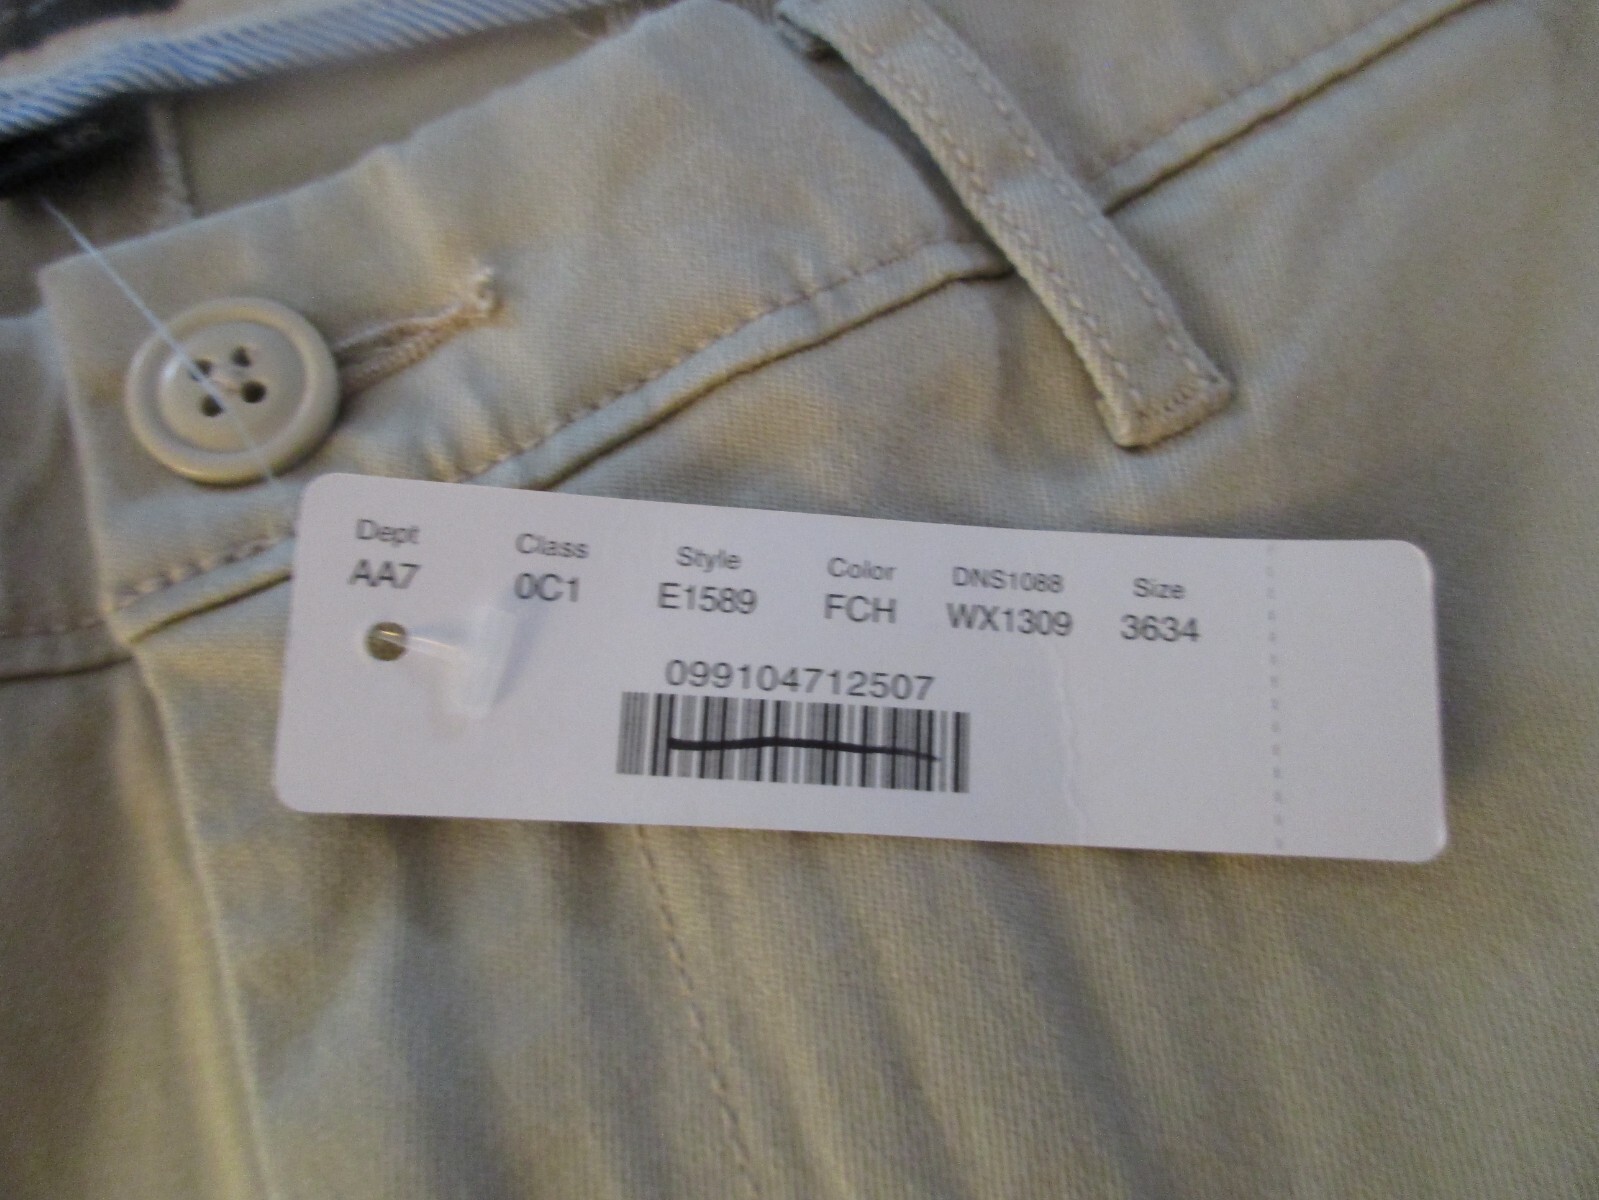 Dept Class Style Color DNS1088 Size
AA7 0C1 E1589 FCH WX1309 3634
099104712507